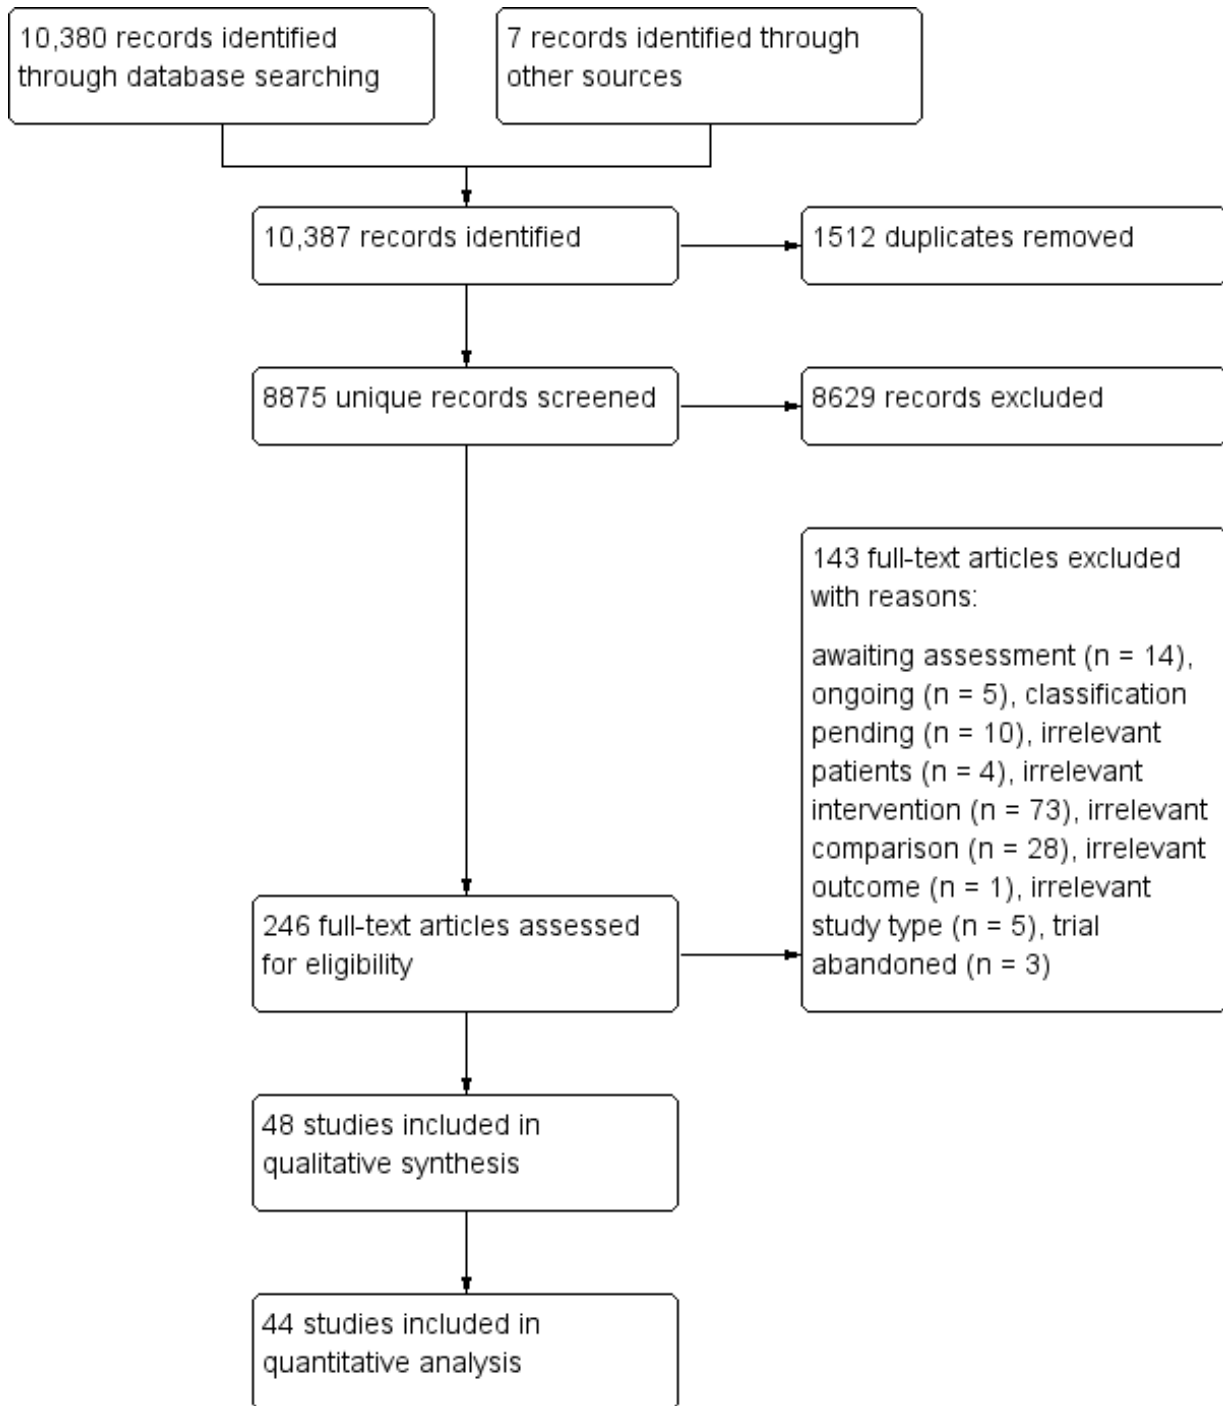 10,380 records identified
through database searching
7 records identified through
other sources
10,387 records identified
1512 duplicates removed
8875 unique records screened
8629 records excluded
143 full-text articles excluded
with reasons:
awaiting assessment (n = 14),
ongoing (n = 5), classification
pending (n = 10), irrelevant
patients (n = 4), irrelevant
intervention (n = 73), irrelevant
comparison (n = 28), irrelevant
outcome (n = 1), irrelevant
study type (n = 5), trial
abandoned (n = 3)
246 full-text articles assessed
for eligibility
48 studies included in
qualitative synthesis
44 studies included in
quantitative analysis